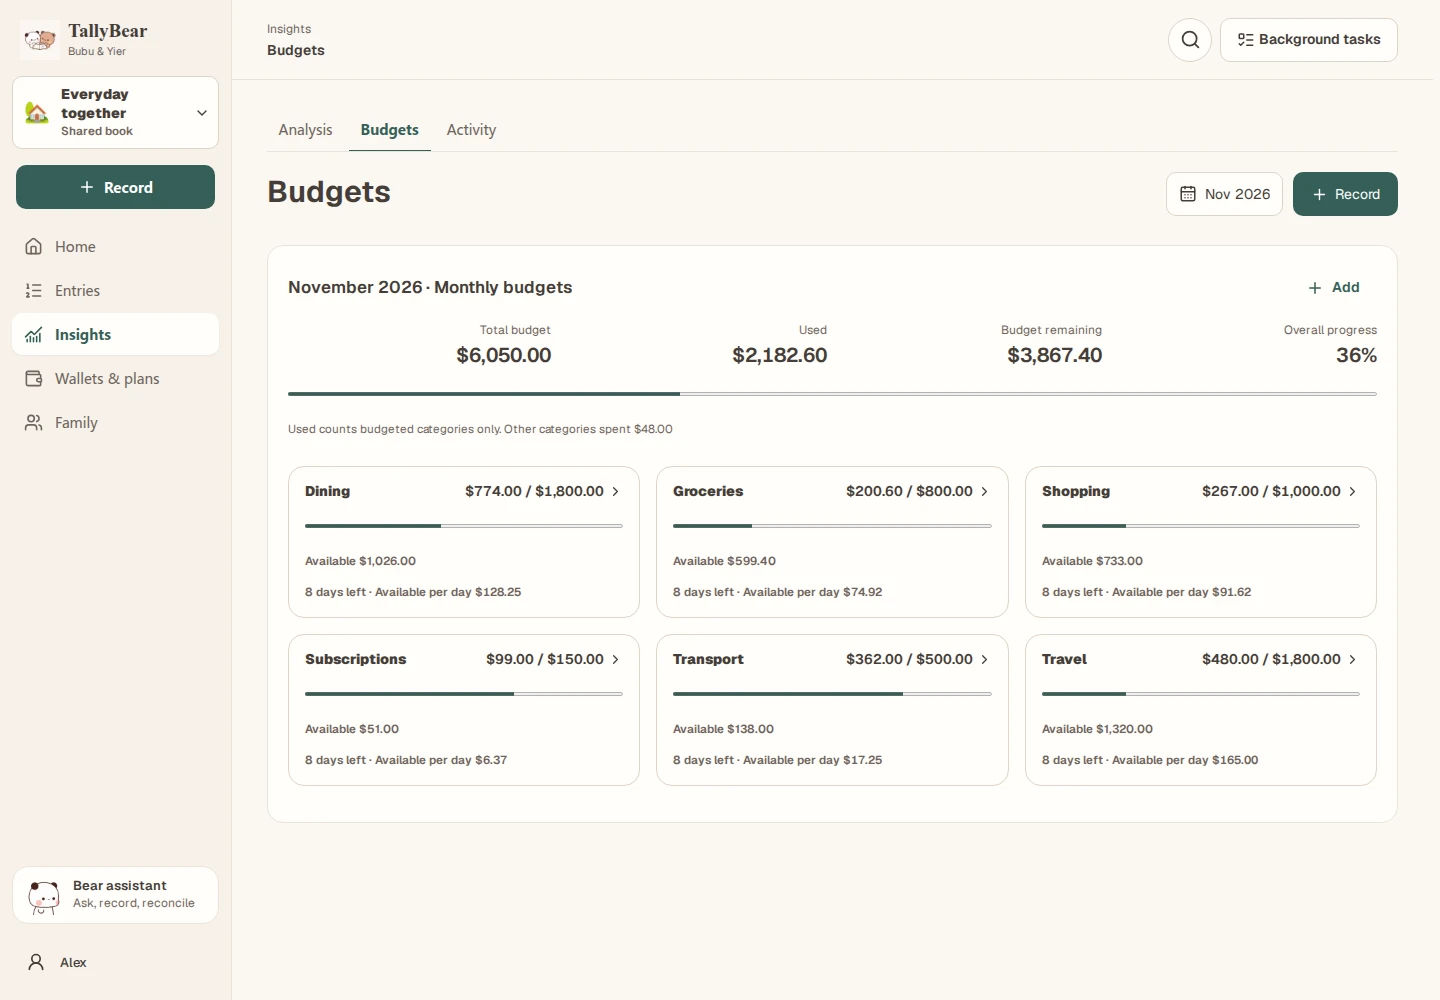 TallyBear
Bubu & Yier
Everyday
together
Shared book
Record
Home
Entries
Insights
Wallets & plans
Family
Bear assistant
Ask, record, reconcile
Alex
Insights
Budgets
Background tasks
Analysis
Budgets
Activity
Budgets
Nov 2026
Record
November 2026 · Monthly budgets
Add
Total budget
$6,050.00
Used
$2,182.60
Budget remaining
$3,867.40
Overall progress
36%
Used counts budgeted categories only. Other categories spent $48.00
Dining
$774.00 / $1,800.00
Available $1,026.00
8 days left · Available per day $128.25
Groceries
$200.60 / $800.00
Available $599.40
8 days left · Available per day $74.92
Shopping
$267.00 / $1,000.00
Available $733.00
8 days left · Available per day $91.62
Subscriptions
$99.00 / $150.00
Available $51.00
8 days left · Available per day $6.37
Transport
$362.00 / $500.00
Available $138.00
8 days left · Available per day $17.25
Travel
$480.00 / $1,800.00
Available $1,320.00
8 days left · Available per day $165.00